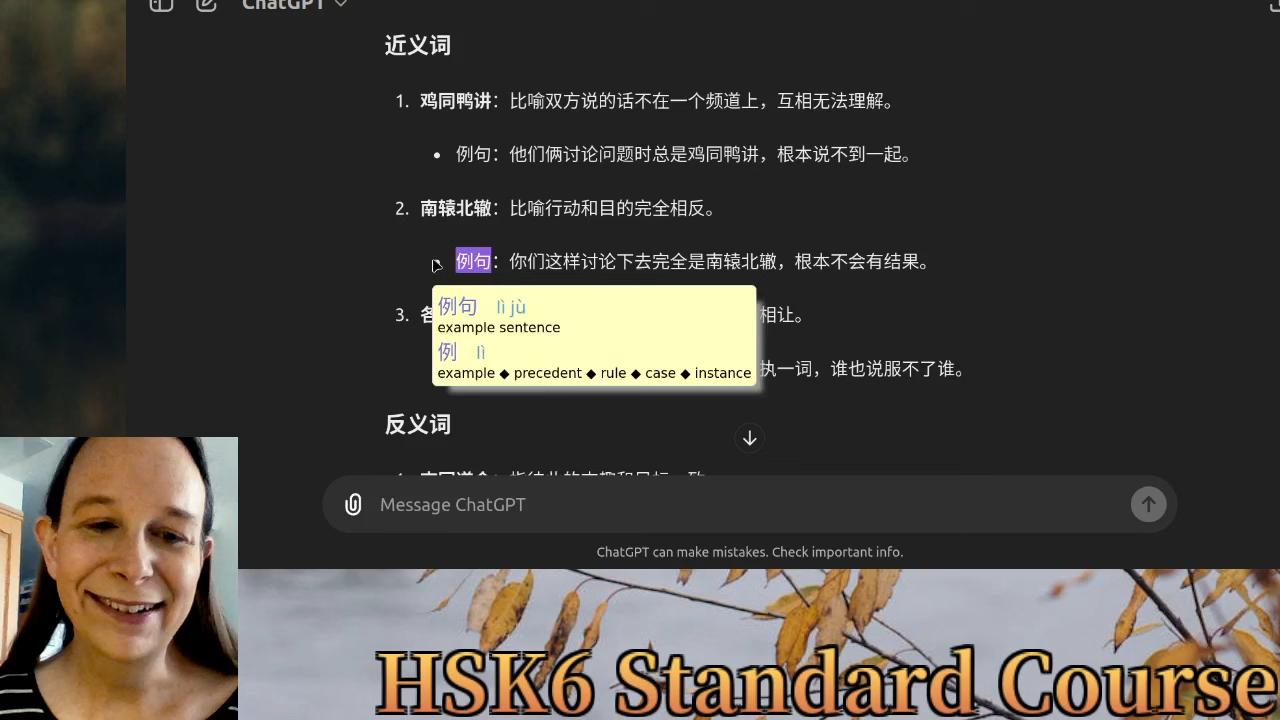 ChatGPT
近义词
1. 鸡同鸭讲：比喻双方说的话不在一个频道上，互相无法理解。
• 例句：他们俩讨论问题时总是鸡同鸭讲，根本说不到一起。
2. 南辕北辙：比喻行动和目的完全相反。
例句：你们这样讨论下去完全是南辕北辙，根本不会有结果。
例句 lì jù
example sentence
例 lì
example ◆ precedent ◆ rule ◆ case ◆ instance
3. 各
相让。
执一词，谁也说服不了谁。
反义词
Message ChatGPT
ChatGPT can make mistakes. Check important info.
HSK6 Standard Course